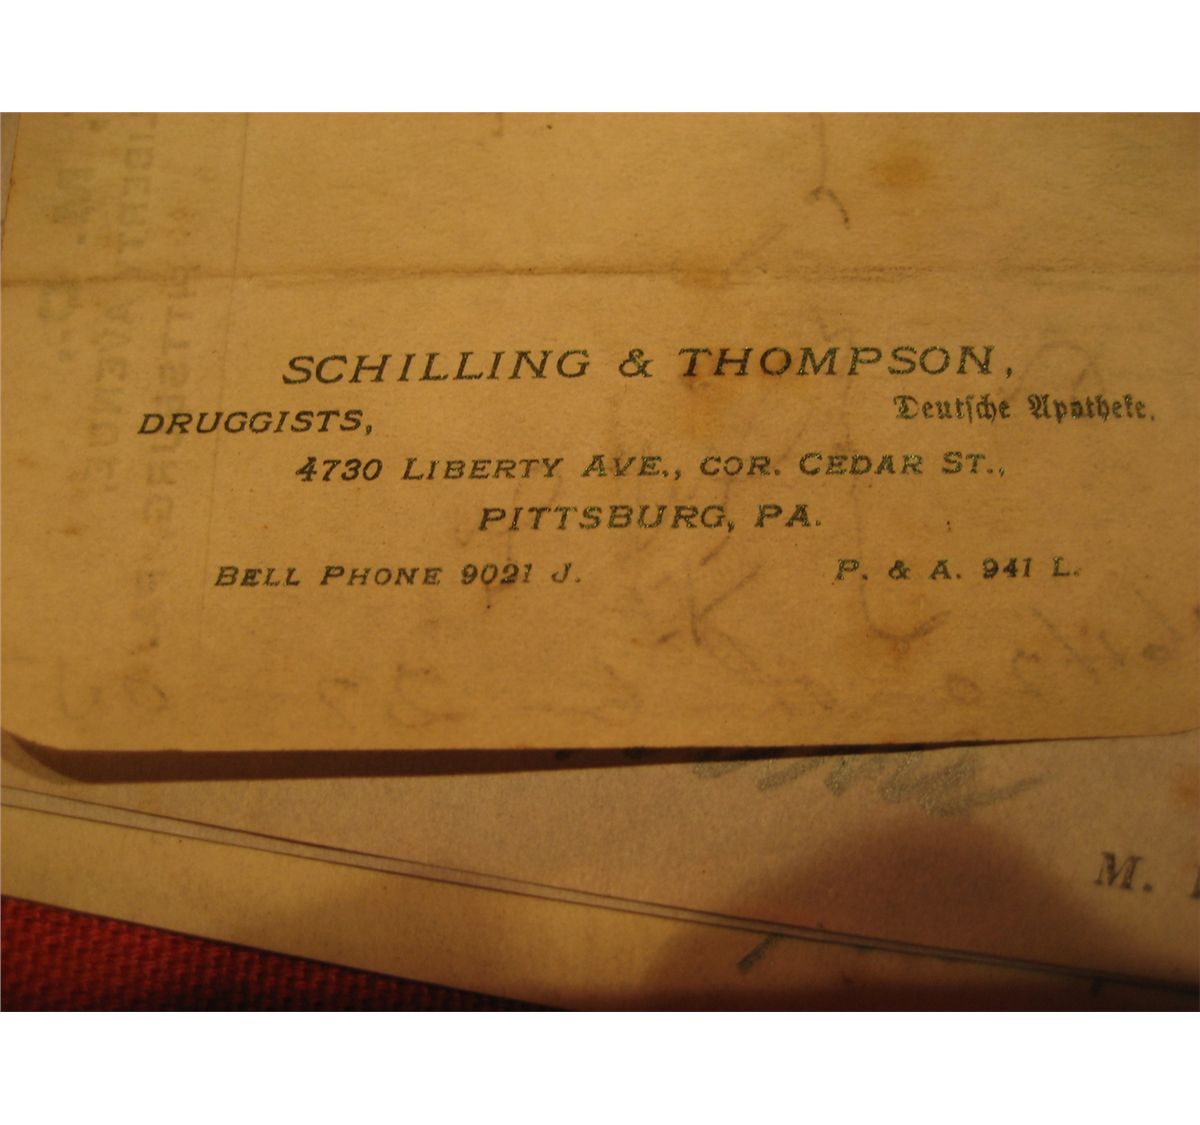 SCHILLING & THOMPSON,
DRUGGISTS, Deutsche Apotheke.
4730 LIBERTY AVE., COR. CEDAR ST.,
PITTSBURG, PA.
BELL PHONE 9021 J. P. & A. 941 L.
M.